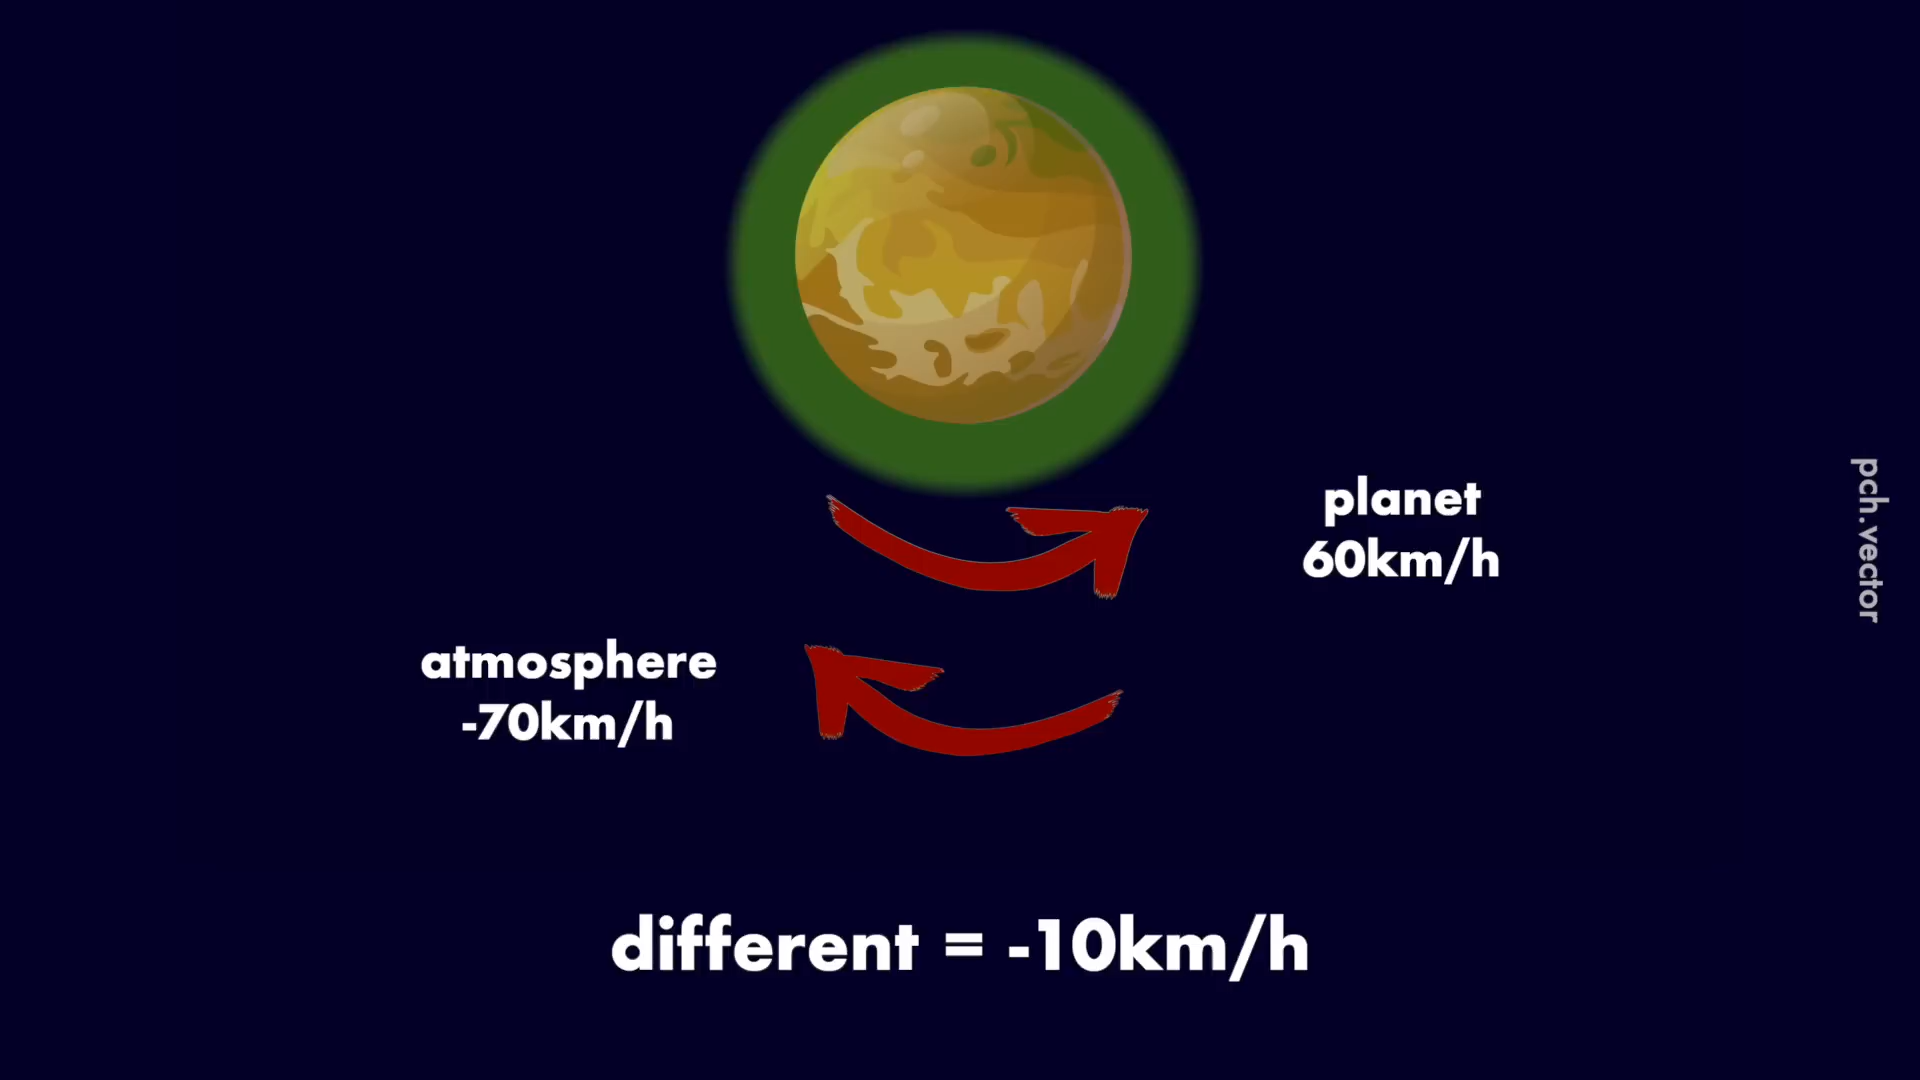 planet
60km/h
atmosphere
-70km/h
different = -10km/h
pch.vector